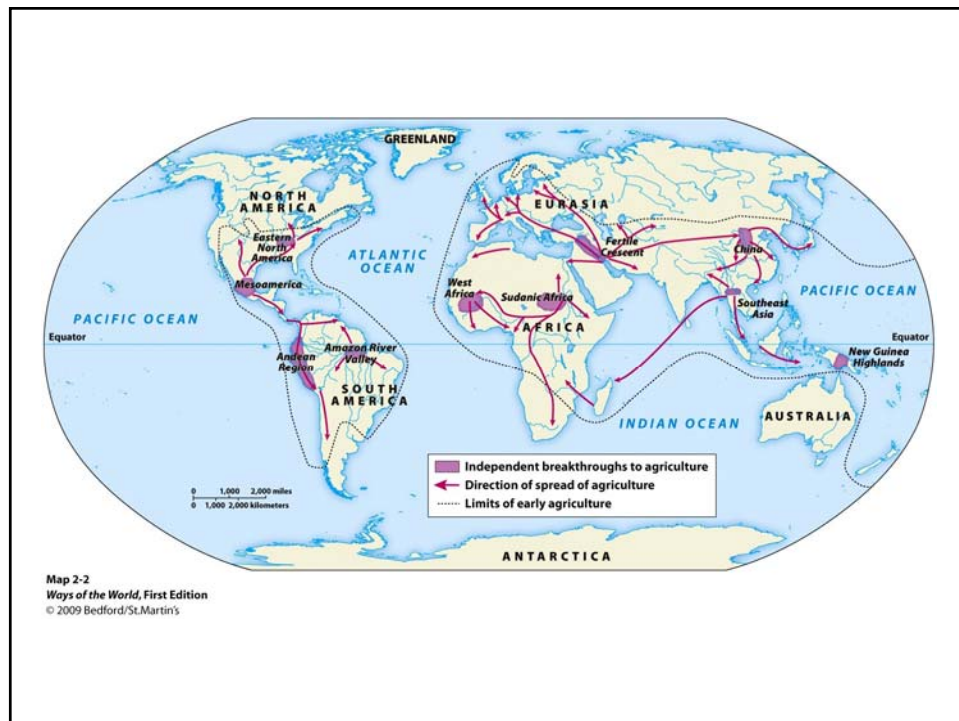 GREENLAND
NORTH
AMERICA
EURASIA
Eastern
North
America
Fertile
Crescent
China
ATLANTIC
OCEAN
Mesoamerica
West
Africa
Sudanic Africa
Southeast
Asia
PACIFIC OCEAN
PACIFIC OCEAN
AFRICA
Equator
Equator
Andean
Region
Amazon River
Valley
New Guinea
Highlands
SOUTH
AMERICA
INDIAN OCEAN
AUSTRALIA
Independent breakthroughs to agriculture
Direction of spread of agriculture
Limits of early agriculture
0 1,000 2,000 miles
0 1,000 2,000 kilometers
ANTARCTICA
Map 2-2
Ways of the World, First Edition
© 2009 Bedford/St.Martin's